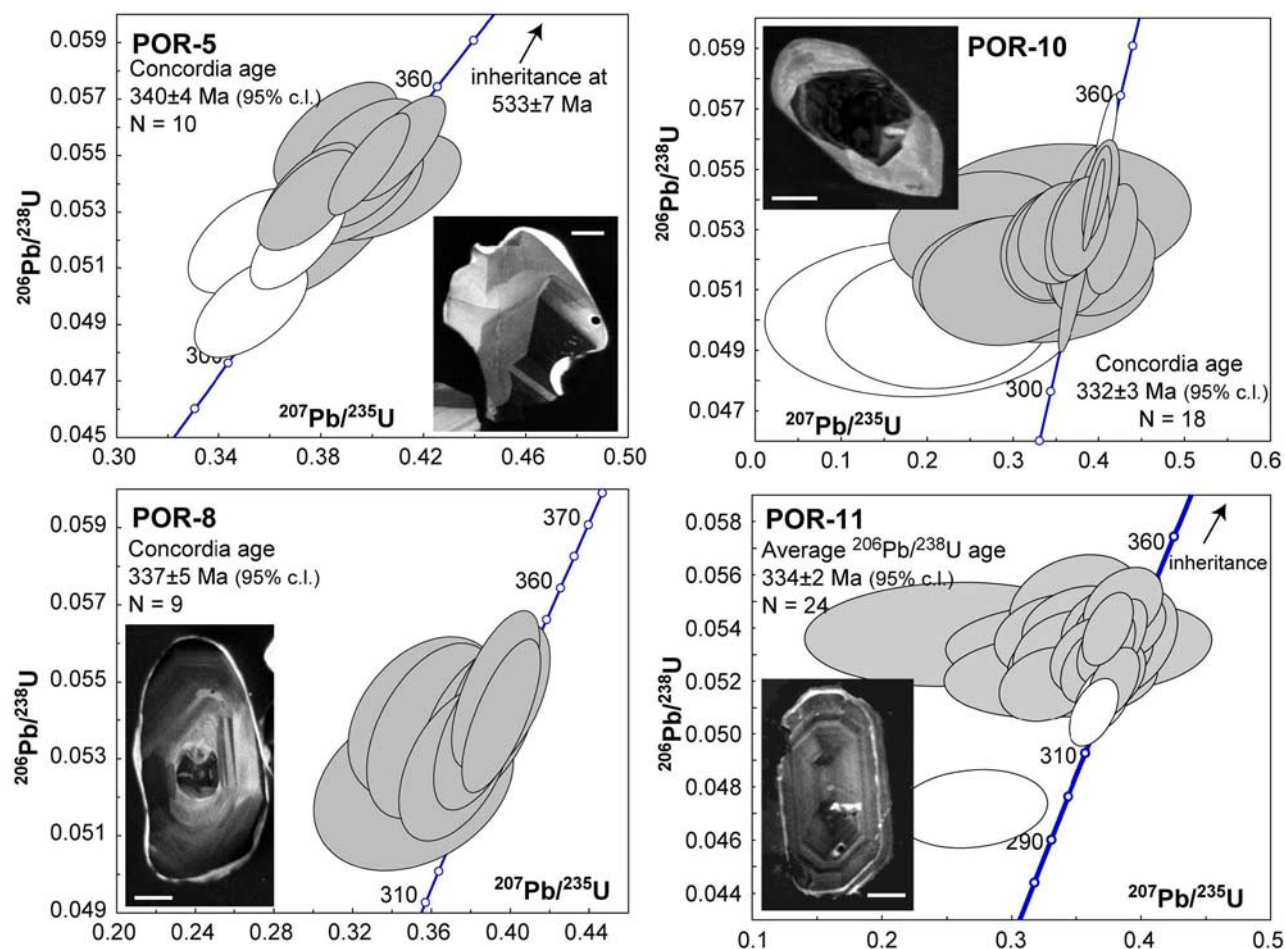 POR-5
Concordia age
340±4 Ma (95% c.l.)
N = 10
360
inheritance at
533±7 Ma
300
0.059
0.057
0.055
0.053
0.051
0.049
0.047
0.045
²⁰⁶Pb/²³⁸U
²⁰⁷Pb/²³⁵U
0.30 0.34 0.38 0.42 0.46 0.50
POR-10
360
300
Concordia age
332±3 Ma (95% c.l.)
N = 18
0.059
0.057
0.055
0.053
0.051
0.049
0.047
²⁰⁶Pb/²³⁸U
²⁰⁷Pb/²³⁵U
0.0 0.1 0.2 0.3 0.4 0.5 0.6
POR-8
Concordia age
337±5 Ma (95% c.l.)
N = 9
370
360
310
0.059
0.057
0.055
0.053
0.051
0.049
²⁰⁶Pb/²³⁸U
²⁰⁷Pb/²³⁵U
0.20 0.24 0.28 0.32 0.36 0.40 0.44
POR-11
Average ²⁰⁶Pb/²³⁸U age
334±2 Ma (95% c.l.)
N = 24
360
inheritance
310
290
0.058
0.056
0.054
0.052
0.050
0.048
0.046
0.044
²⁰⁶Pb/²³⁸U
²⁰⁷Pb/²³⁵U
0.1 0.2 0.3 0.4 0.5